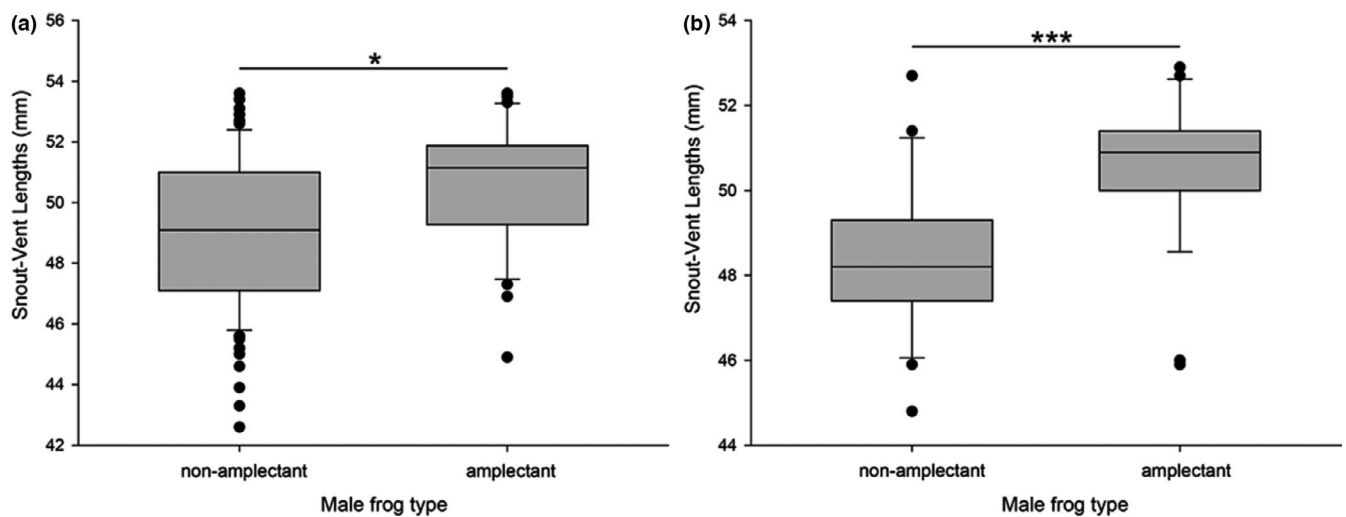 (a)
*
Snout-Vent Lengths (mm)
56
54
52
50
48
46
44
42
non-amplectant amplectant
Male frog type
(b)
***
Snout-Vent Lengths (mm)
54
52
50
48
46
44
non-amplectant amplectant
Male frog type